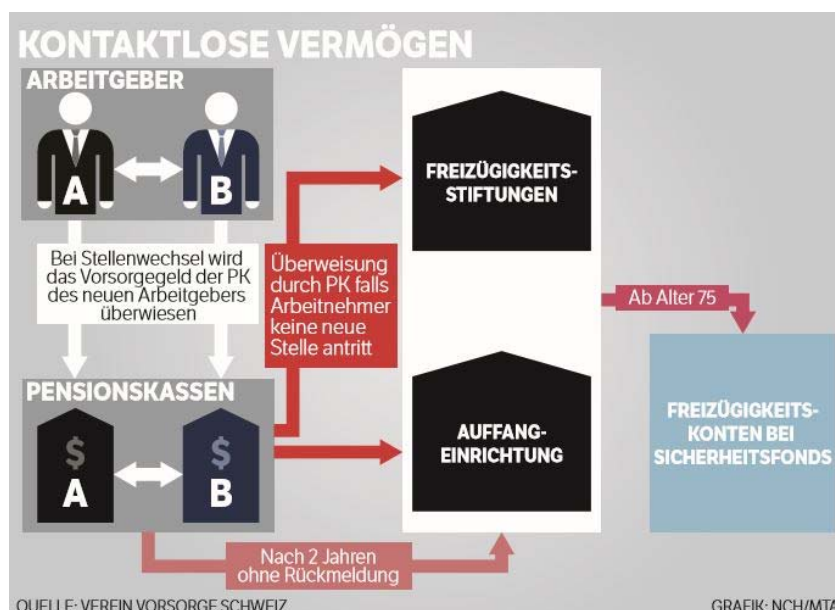 KONTAKTLOSE VERMÖGEN
ARBEITGEBER
A
B
Bei Stellenwechsel wird
das Vorsorgegeld der PK
des neuen Arbeitgebers
überwiesen
Überweisung
durch PK falls
Arbeitnehmer
keine neue
Stelle antritt
FREIZÜGIGKEITS-
STIFTUNGEN
Ab Alter 75
PENSIONSKASSEN
$
A
$
B
AUFFANG-
EINRICHTUNG
FREIZÜGIGKEITS-
KONTEN BEI
SICHERHEITSFONDS
Nach 2 Jahren
ohne Rückmeldung
QUELLE: VEREIN VORSORGE SCHWEIZ
GRAFIK: NCH/MTA